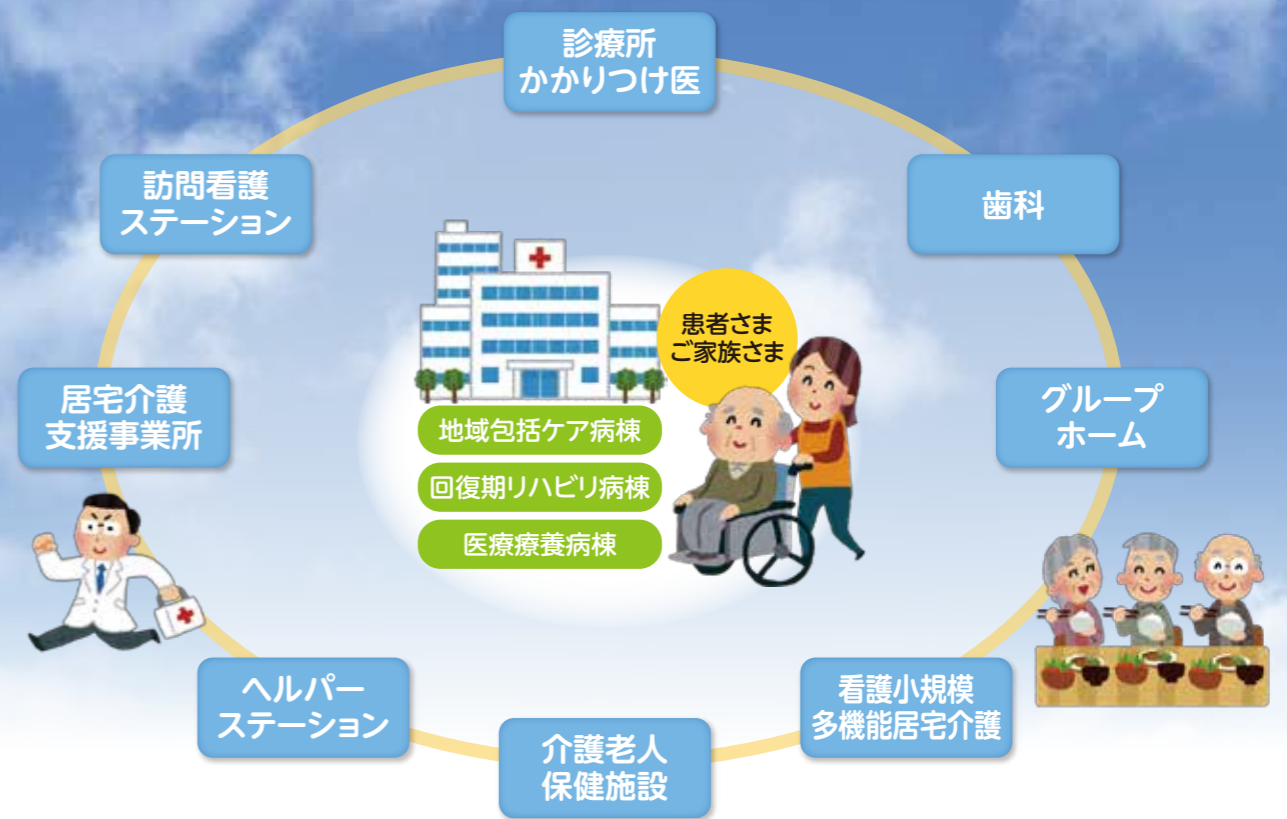 診療所
かかりつけ医
訪問看護
ステーション
歯科
患者さま
ご家族さま
居宅介護
支援事業所
地域包括ケア病棟
回復期リハビリ病棟
医療療養病棟
グループ
ホーム
ヘルパー
ステーション
介護老人
保健施設
看護小規模
多機能居宅介護